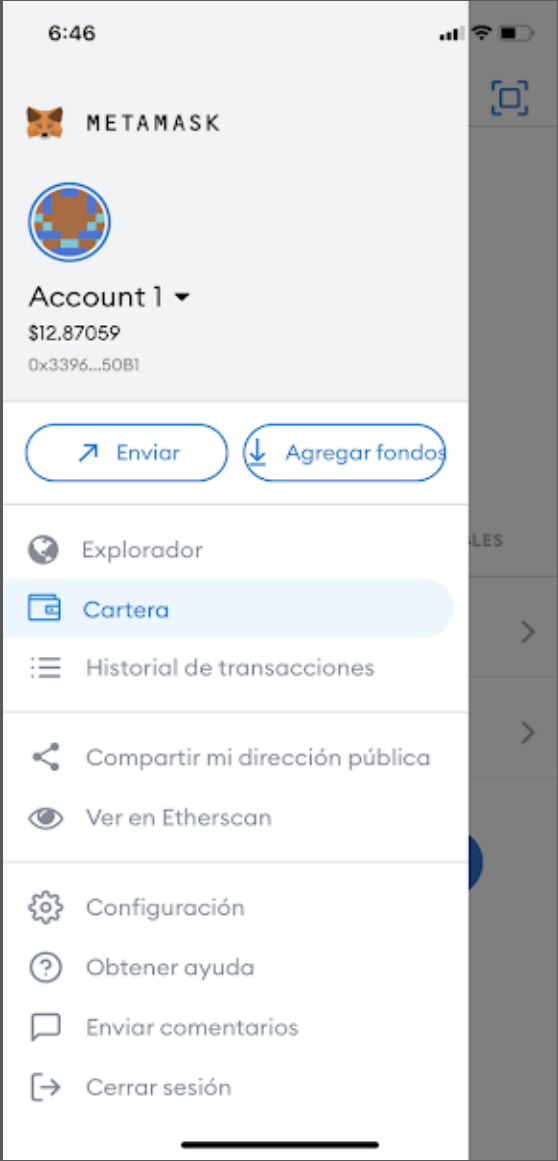 6:46
METAMASK
Account 1
$12.87059
0x3396...50B1
Enviar
Agregar fondos
Explorador
LES
Cartera
Historial de transacciones
Compartir mi dirección pública
Ver en Etherscan
Configuración
Obtener ayuda
Enviar comentarios
Cerrar sesión